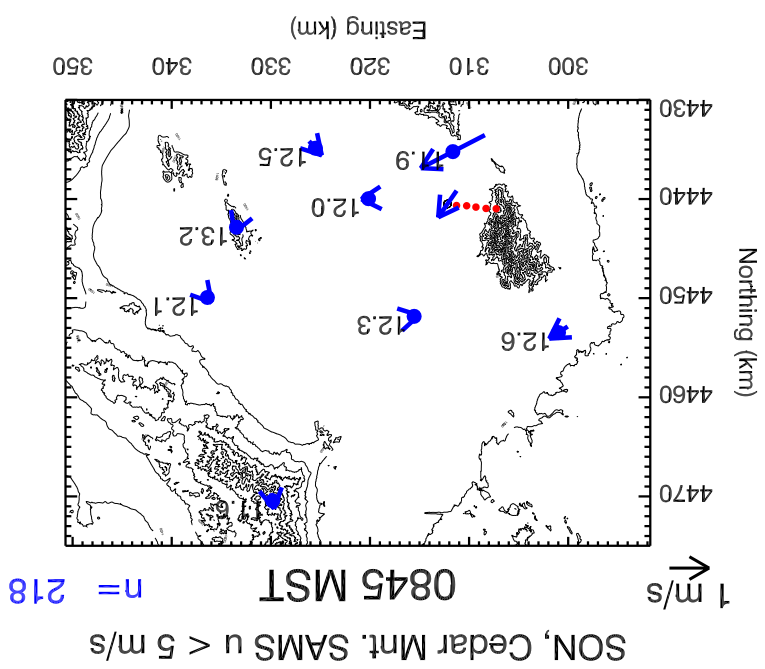 SON, Cedar Mnt. SAMS u < 5 m/s
1 m/s
0845 MST
n= 218
Northing (km)
4470
4460
4450
4440
4430
11.6
12.6
12.3
12.1
13.2
12.0
11.9
12.5
300 310 320 330 340 350
Easting (km)